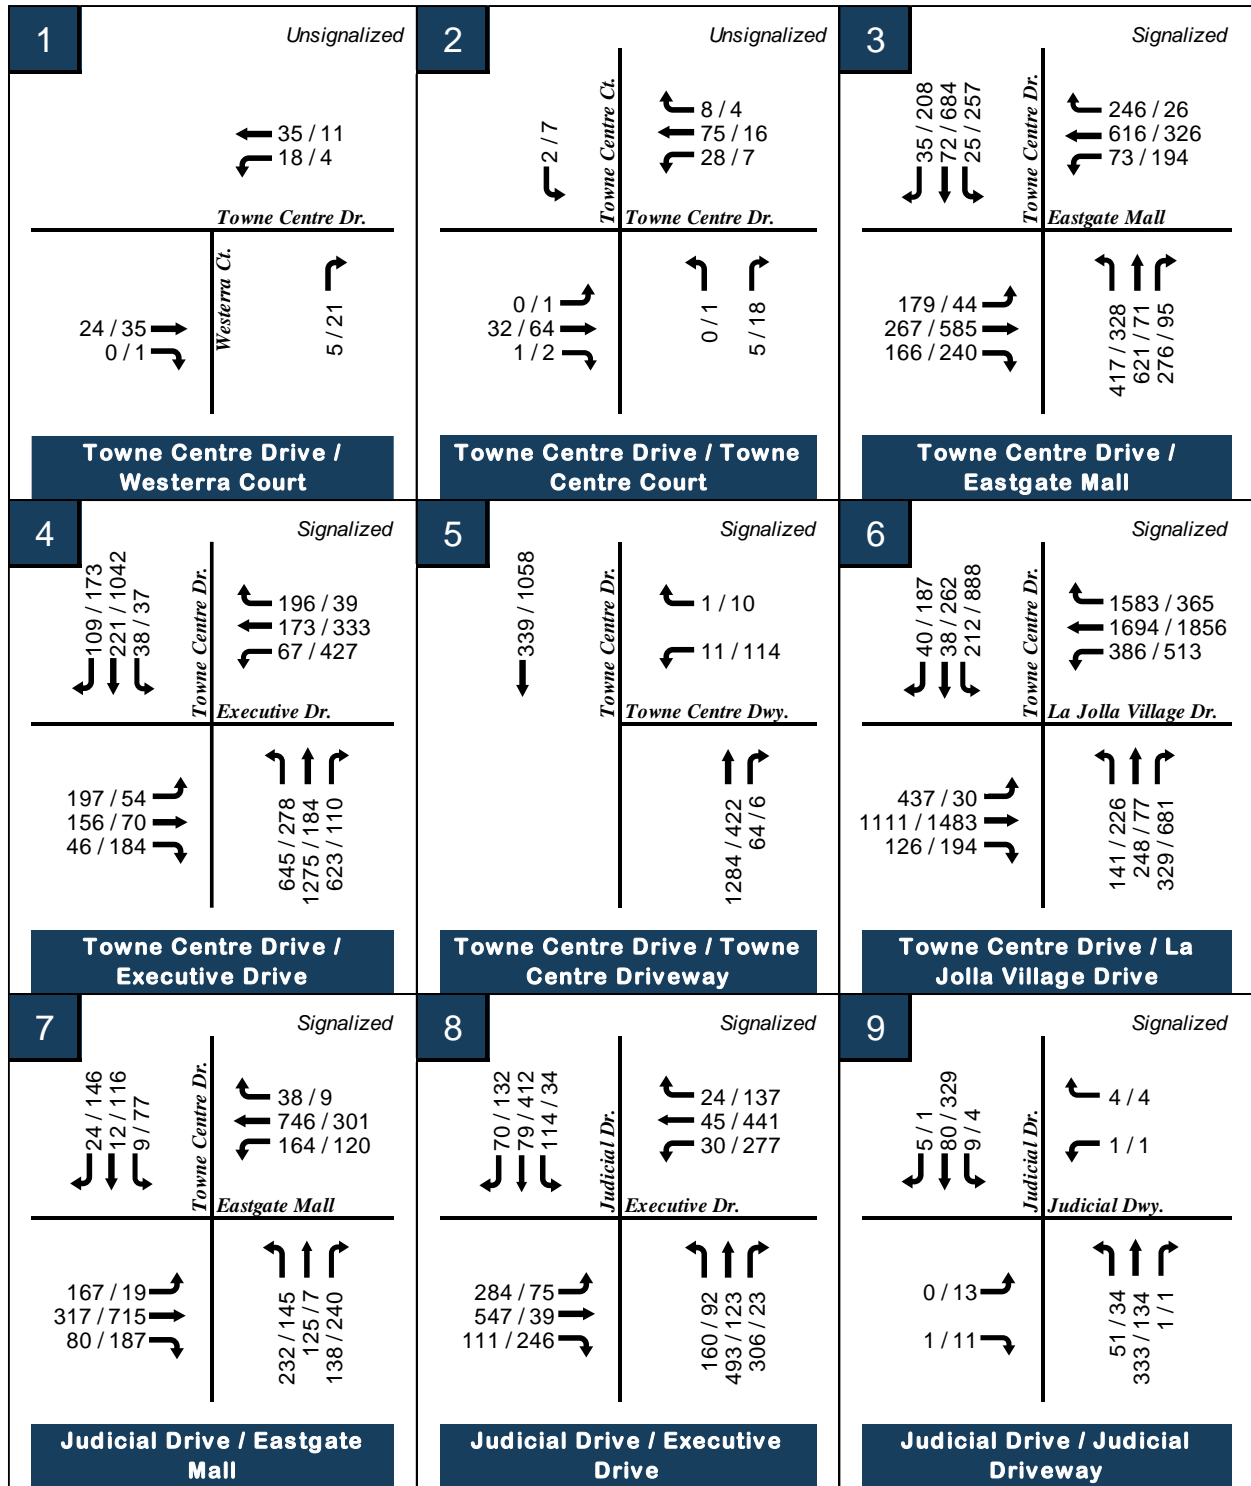 1
Unsignalized
35 / 11
18 / 4
Towne Centre Dr.
Westerra Ct.
24 / 35
0 / 1
5 / 21
Towne Centre Drive /
Westerra Court
2
Unsignalized
2 / 7
Towne Centre Ct.
8 / 4
75 / 16
28 / 7
Towne Centre Dr.
0 / 1
32 / 64
1 / 2
0 / 1
5 / 18
Towne Centre Drive / Towne
Centre Court
3
Signalized
35 / 208
72 / 684
25 / 257
Towne Centre Dr.
246 / 26
616 / 326
73 / 194
Eastgate Mall
179 / 44
267 / 585
166 / 240
417 / 328
621 / 71
276 / 95
Towne Centre Drive /
Eastgate Mall
4
Signalized
109 / 173
221 / 1042
38 / 37
Towne Centre Dr.
196 / 39
173 / 333
67 / 427
Executive Dr.
197 / 54
156 / 70
46 / 184
645 / 278
1275 / 184
623 / 110
Towne Centre Drive /
Executive Drive
5
Signalized
339 / 1058
Towne Centre Dr.
1 / 10
11 / 114
Towne Centre Dwy.
1284 / 422
64 / 6
Towne Centre Drive / Towne
Centre Driveway
6
Signalized
40 / 187
38 / 262
212 / 888
Towne Centre Dr.
1583 / 365
1694 / 1856
386 / 513
La Jolla Village Dr.
437 / 30
1111 / 1483
126 / 194
141 / 226
248 / 77
329 / 681
Towne Centre Drive / La
Jolla Village Drive
7
Signalized
24 / 146
12 / 116
9 / 77
Towne Centre Dr.
38 / 9
746 / 301
164 / 120
Eastgate Mall
167 / 19
317 / 715
80 / 187
232 / 145
125 / 7
138 / 240
Judicial Drive / Eastgate
Mall
8
Signalized
70 / 132
79 / 412
114 / 34
Judicial Dr.
24 / 137
45 / 441
30 / 277
Executive Dr.
284 / 75
547 / 39
111 / 246
160 / 92
493 / 123
306 / 23
Judicial Drive / Executive
Drive
9
Signalized
5 / 1
80 / 329
9 / 4
Judicial Dr.
4 / 4
1 / 1
Judicial Dwy.
0 / 13
1 / 11
51 / 34
333 / 134
1 / 1
Judicial Drive / Judicial
Driveway